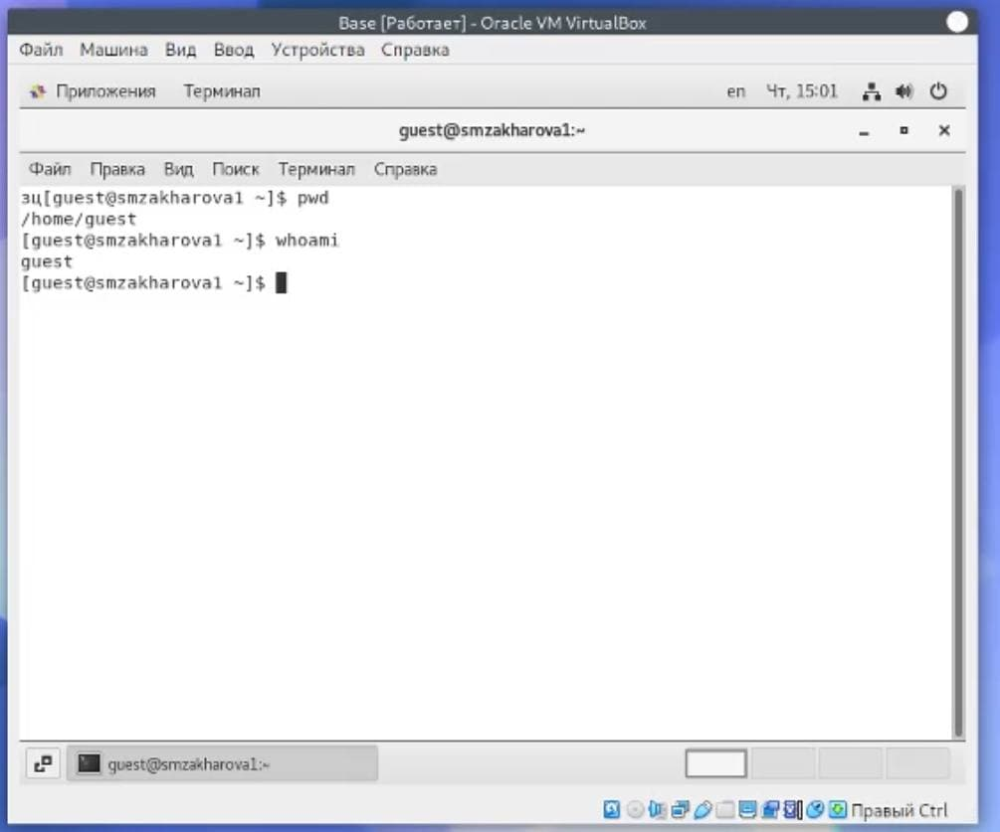 Base [Работает] - Oracle VM VirtualBox
Файл Машина Вид Ввод Устройства Справка
Приложения Терминал en Чт, 15:01
guest@smzakharova1:~
Файл Правка Вид Поиск Терминал Справка
зц[guest@smzakharova1 ~]$ pwd
/home/guest
[guest@smzakharova1 ~]$ whoami
guest
[guest@smzakharova1 ~]$
guest@smzakharova1:~
Правый Ctrl